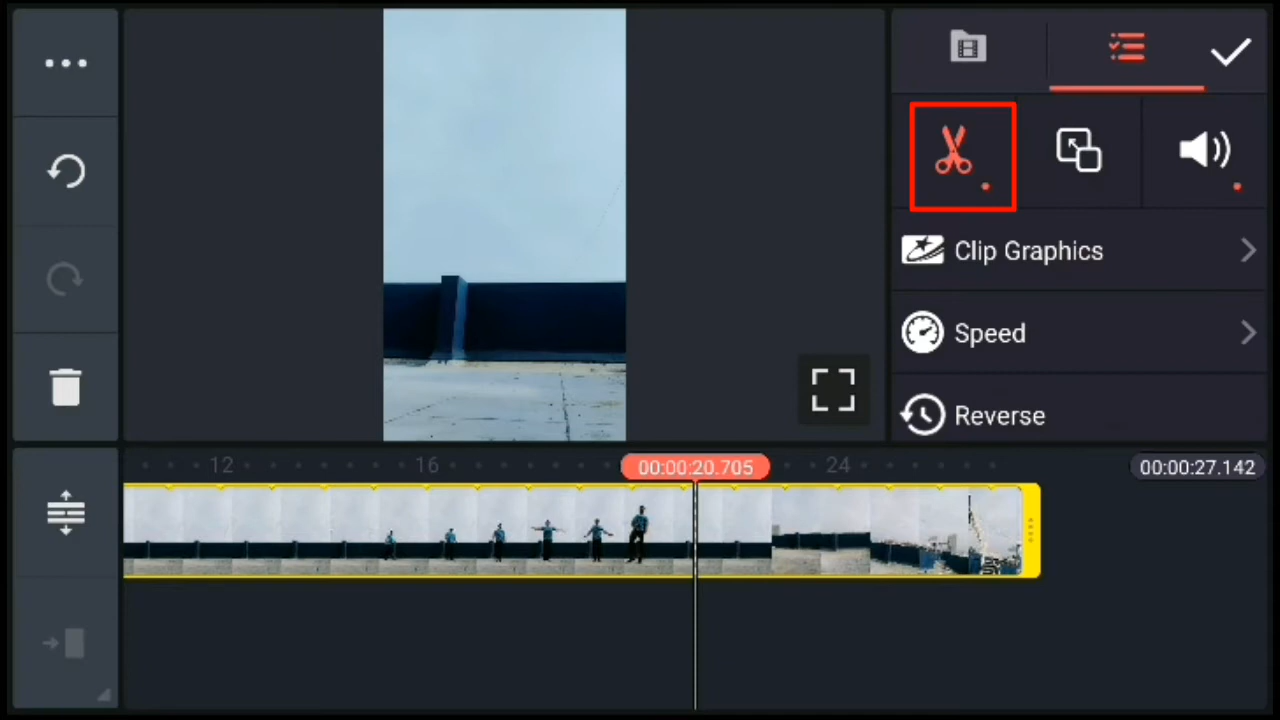 Clip Graphics
Speed
Reverse
12
16
00:00:20.705
24
00:00:27.142